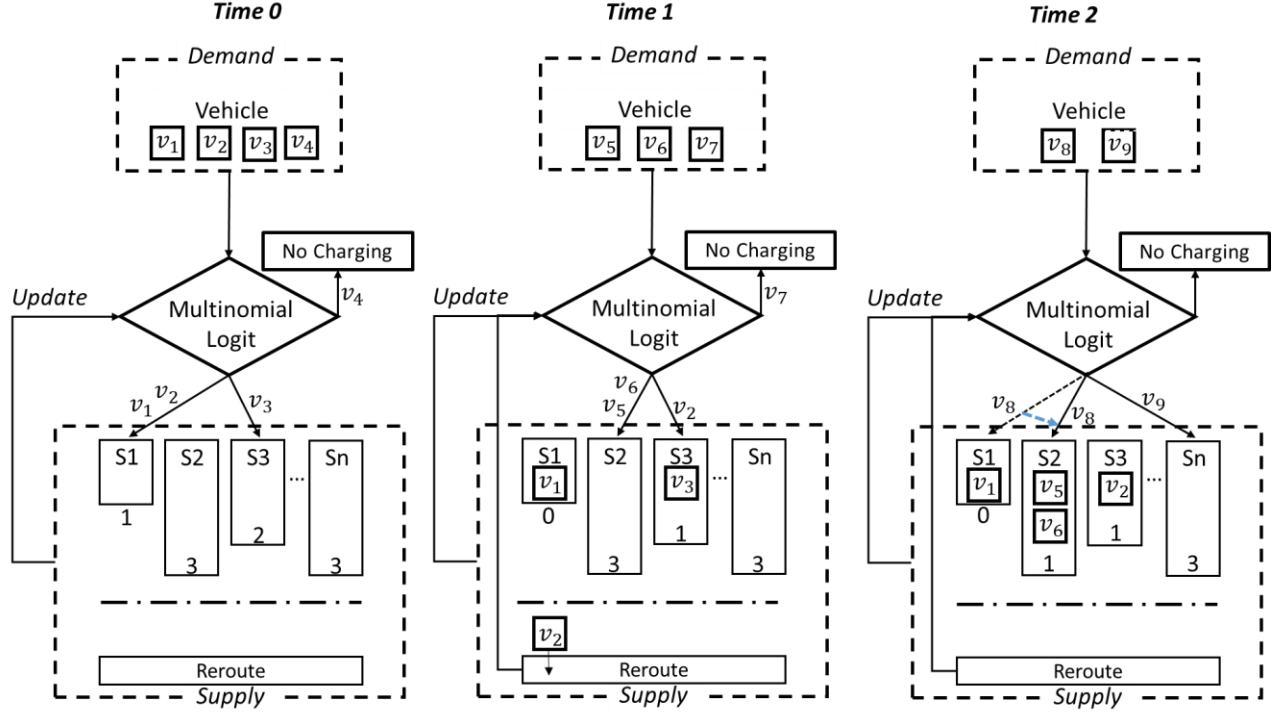 Time 0
Demand
Vehicle
v₁ v₂ v₃ v₄
No Charging
Update
v₄
Multinomial
Logit
v₂ v₃
v₁
S1 S2 S3 ... Sn
1
2
3 3
Reroute
Supply
Time 1
Demand
Vehicle
v₅ v₆ v₇
No Charging
Update
v₇
Multinomial
Logit
v₆
v₅ v₂
S1 S2 S3 ... Sn
v₁ v₃
0
1
3 3
v₂
Reroute
Supply
Time 2
Demand
Vehicle
v₈ v₉
No Charging
Update
Multinomial
Logit
v₈ v₈ v₉
S1 S2 S3 ... Sn
v₁ v₅ v₂
0
v₆ 1
1 3
Reroute
Supply